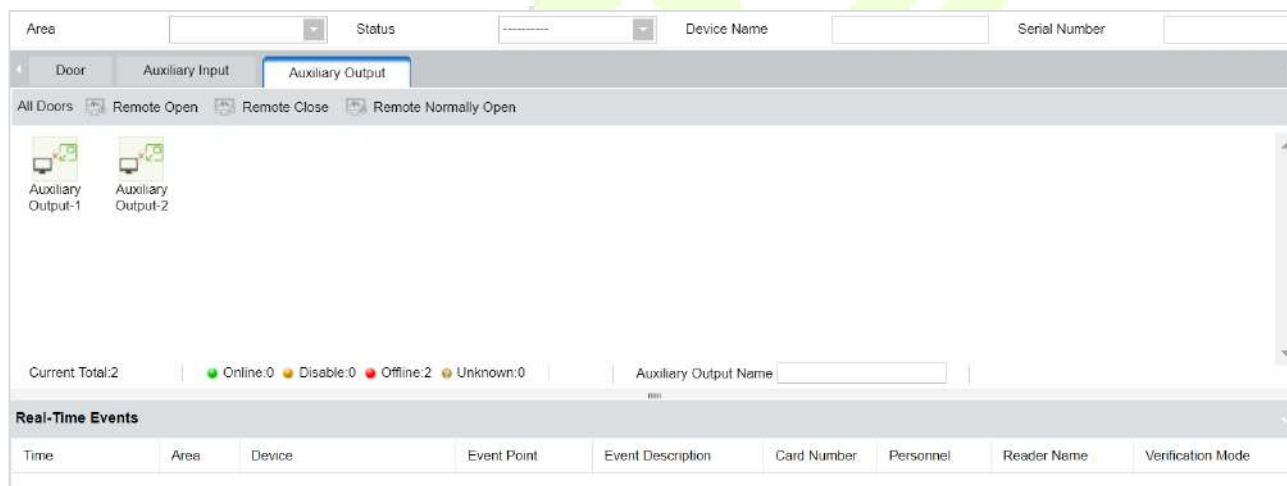 Area Status ---------- Device Name Serial Number
Door Auxiliary Input Auxiliary Output
All Doors Remote Open Remote Close Remote Normally Open
Auxiliary Output-1
Auxiliary Output-2
Current Total:2 Online:0 Disable:0 Offline:2 Unknown:0 Auxiliary Output Name
Real-Time Events
Time Area Device Event Point Event Description Card Number Personnel Reader Name Verification Mode